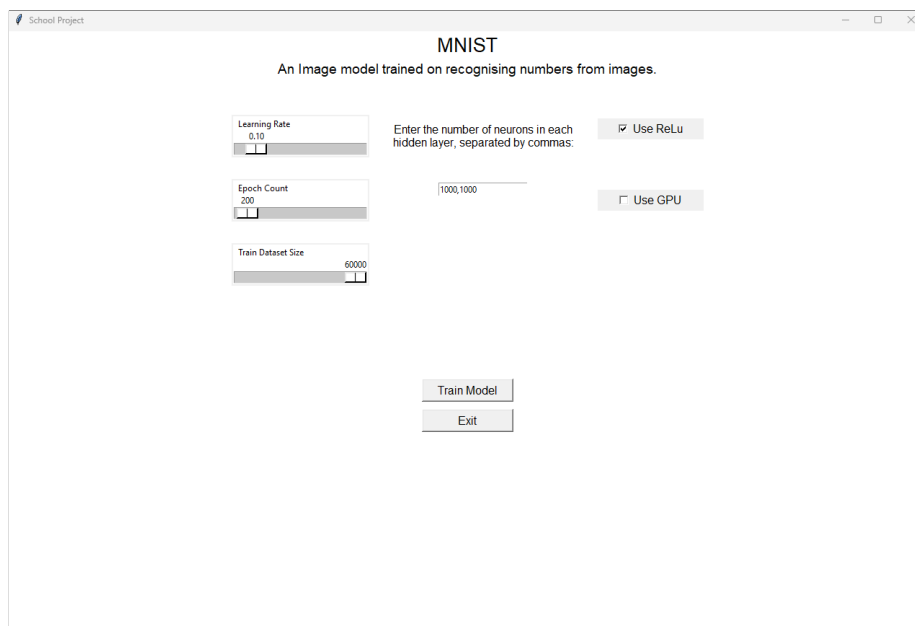 School Project
MNIST
An Image model trained on recognising numbers from images.
Learning Rate
0.10
Enter the number of neurons in each
hidden layer, separated by commas:
Use ReLu
Epoch Count
200
1000,1000
Use GPU
Train Dataset Size
60000
Train Model
Exit